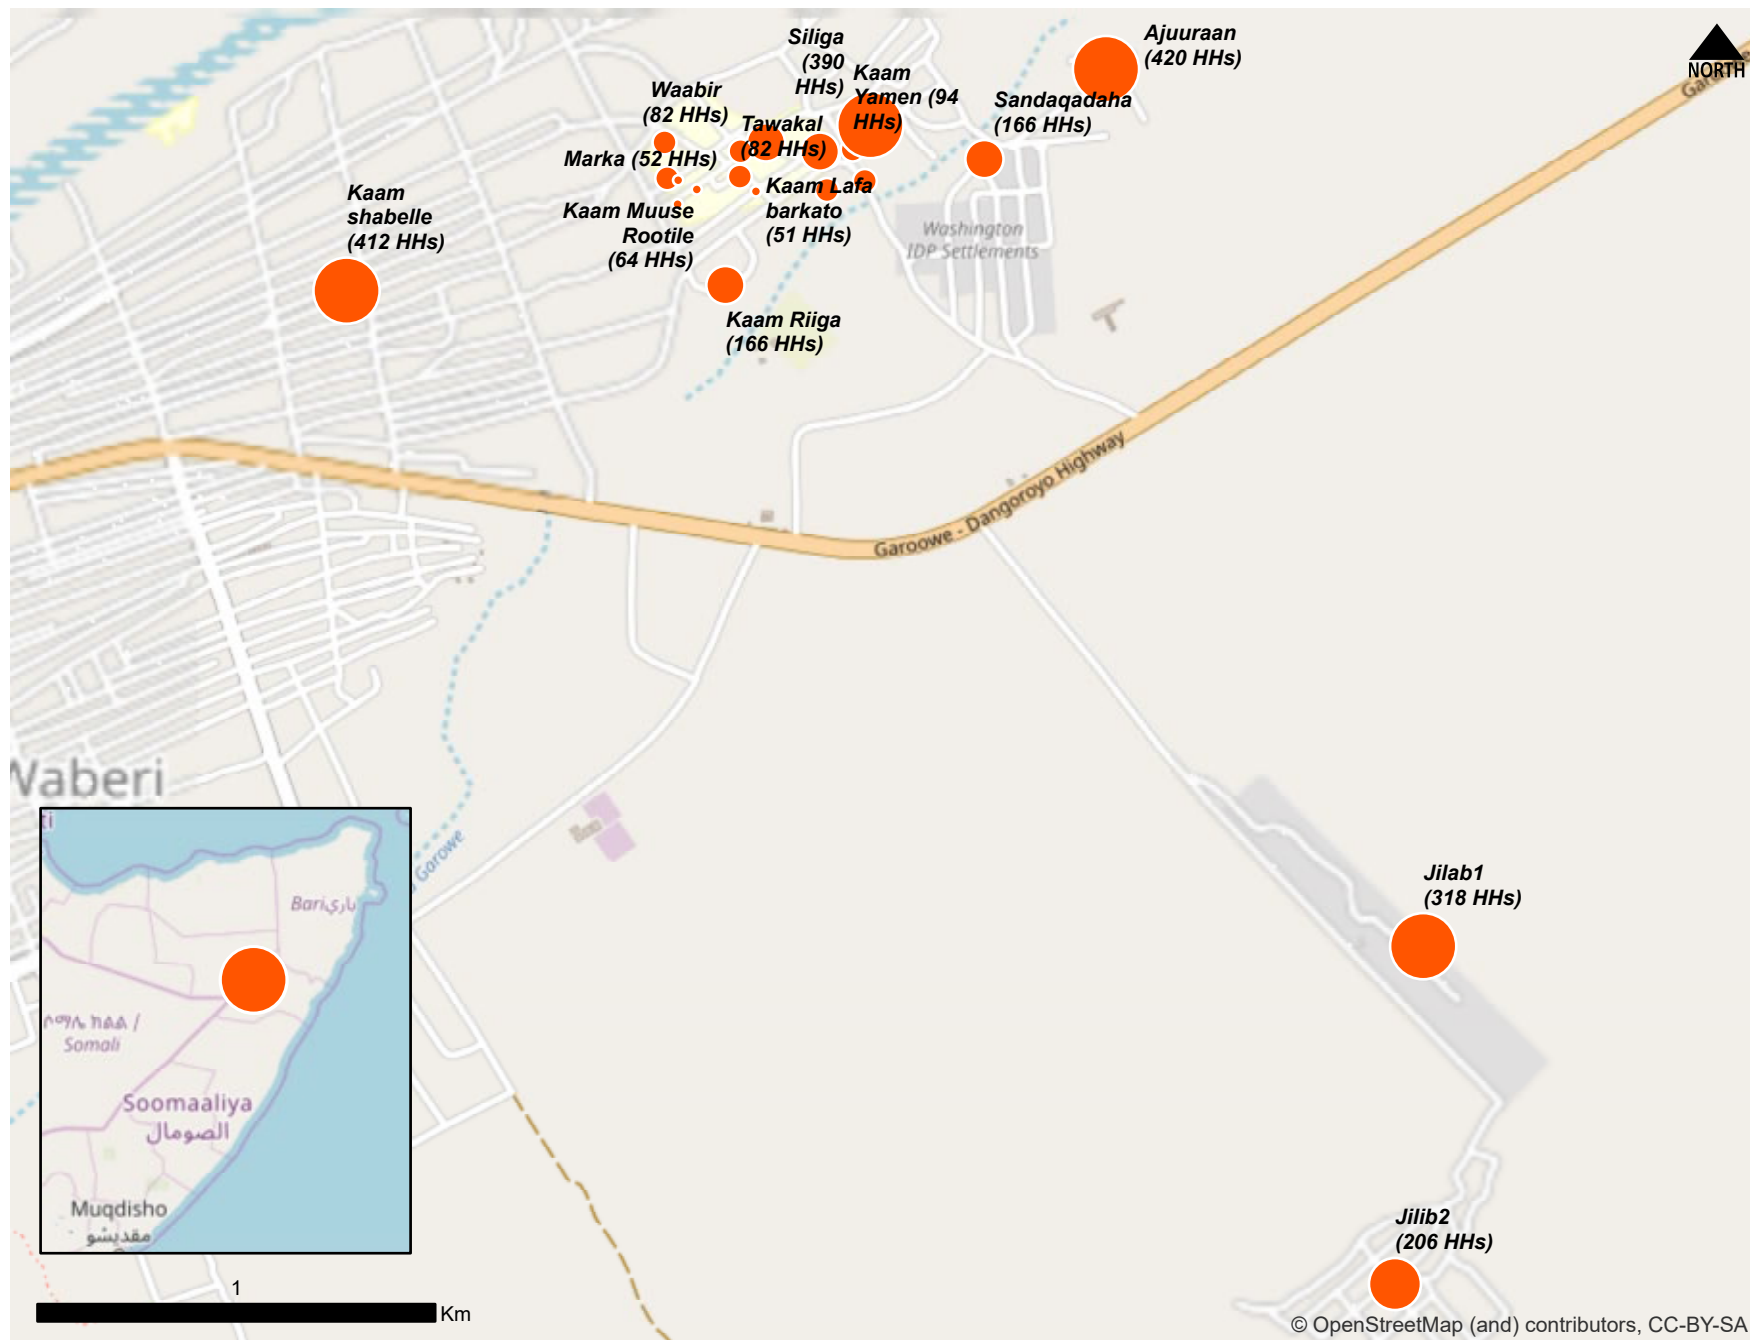 Siliga
(390
HHs)
Ajuuraan
(420 HHs)
NORTH
Kaam
Yamen (94
HHs)
Waabir
(82 HHs)
Sandaqadaha
(166 HHs)
Tawakal
(82 HHs)
Marka (52 HHs)
Kaam
shabelle
(412 HHs)
Kaam Muuse
Rootile
(64 HHs)
Kaam Lafa
barkato
(51 HHs)
Washington
IDP Settlements
Kaam Riiga
(166 HHs)
Garoowe - Dangoroyo Highway
Waberi
Garowe
Jilab1
(318 HHs)
Bari باري
ሶማሌ ክልል /
Somali
Soomaaliya
الصومال
Muqdisho
مقديشو
Jilib2
(206 HHs)
1
Km
© OpenStreetMap (and) contributors, CC-BY-SA